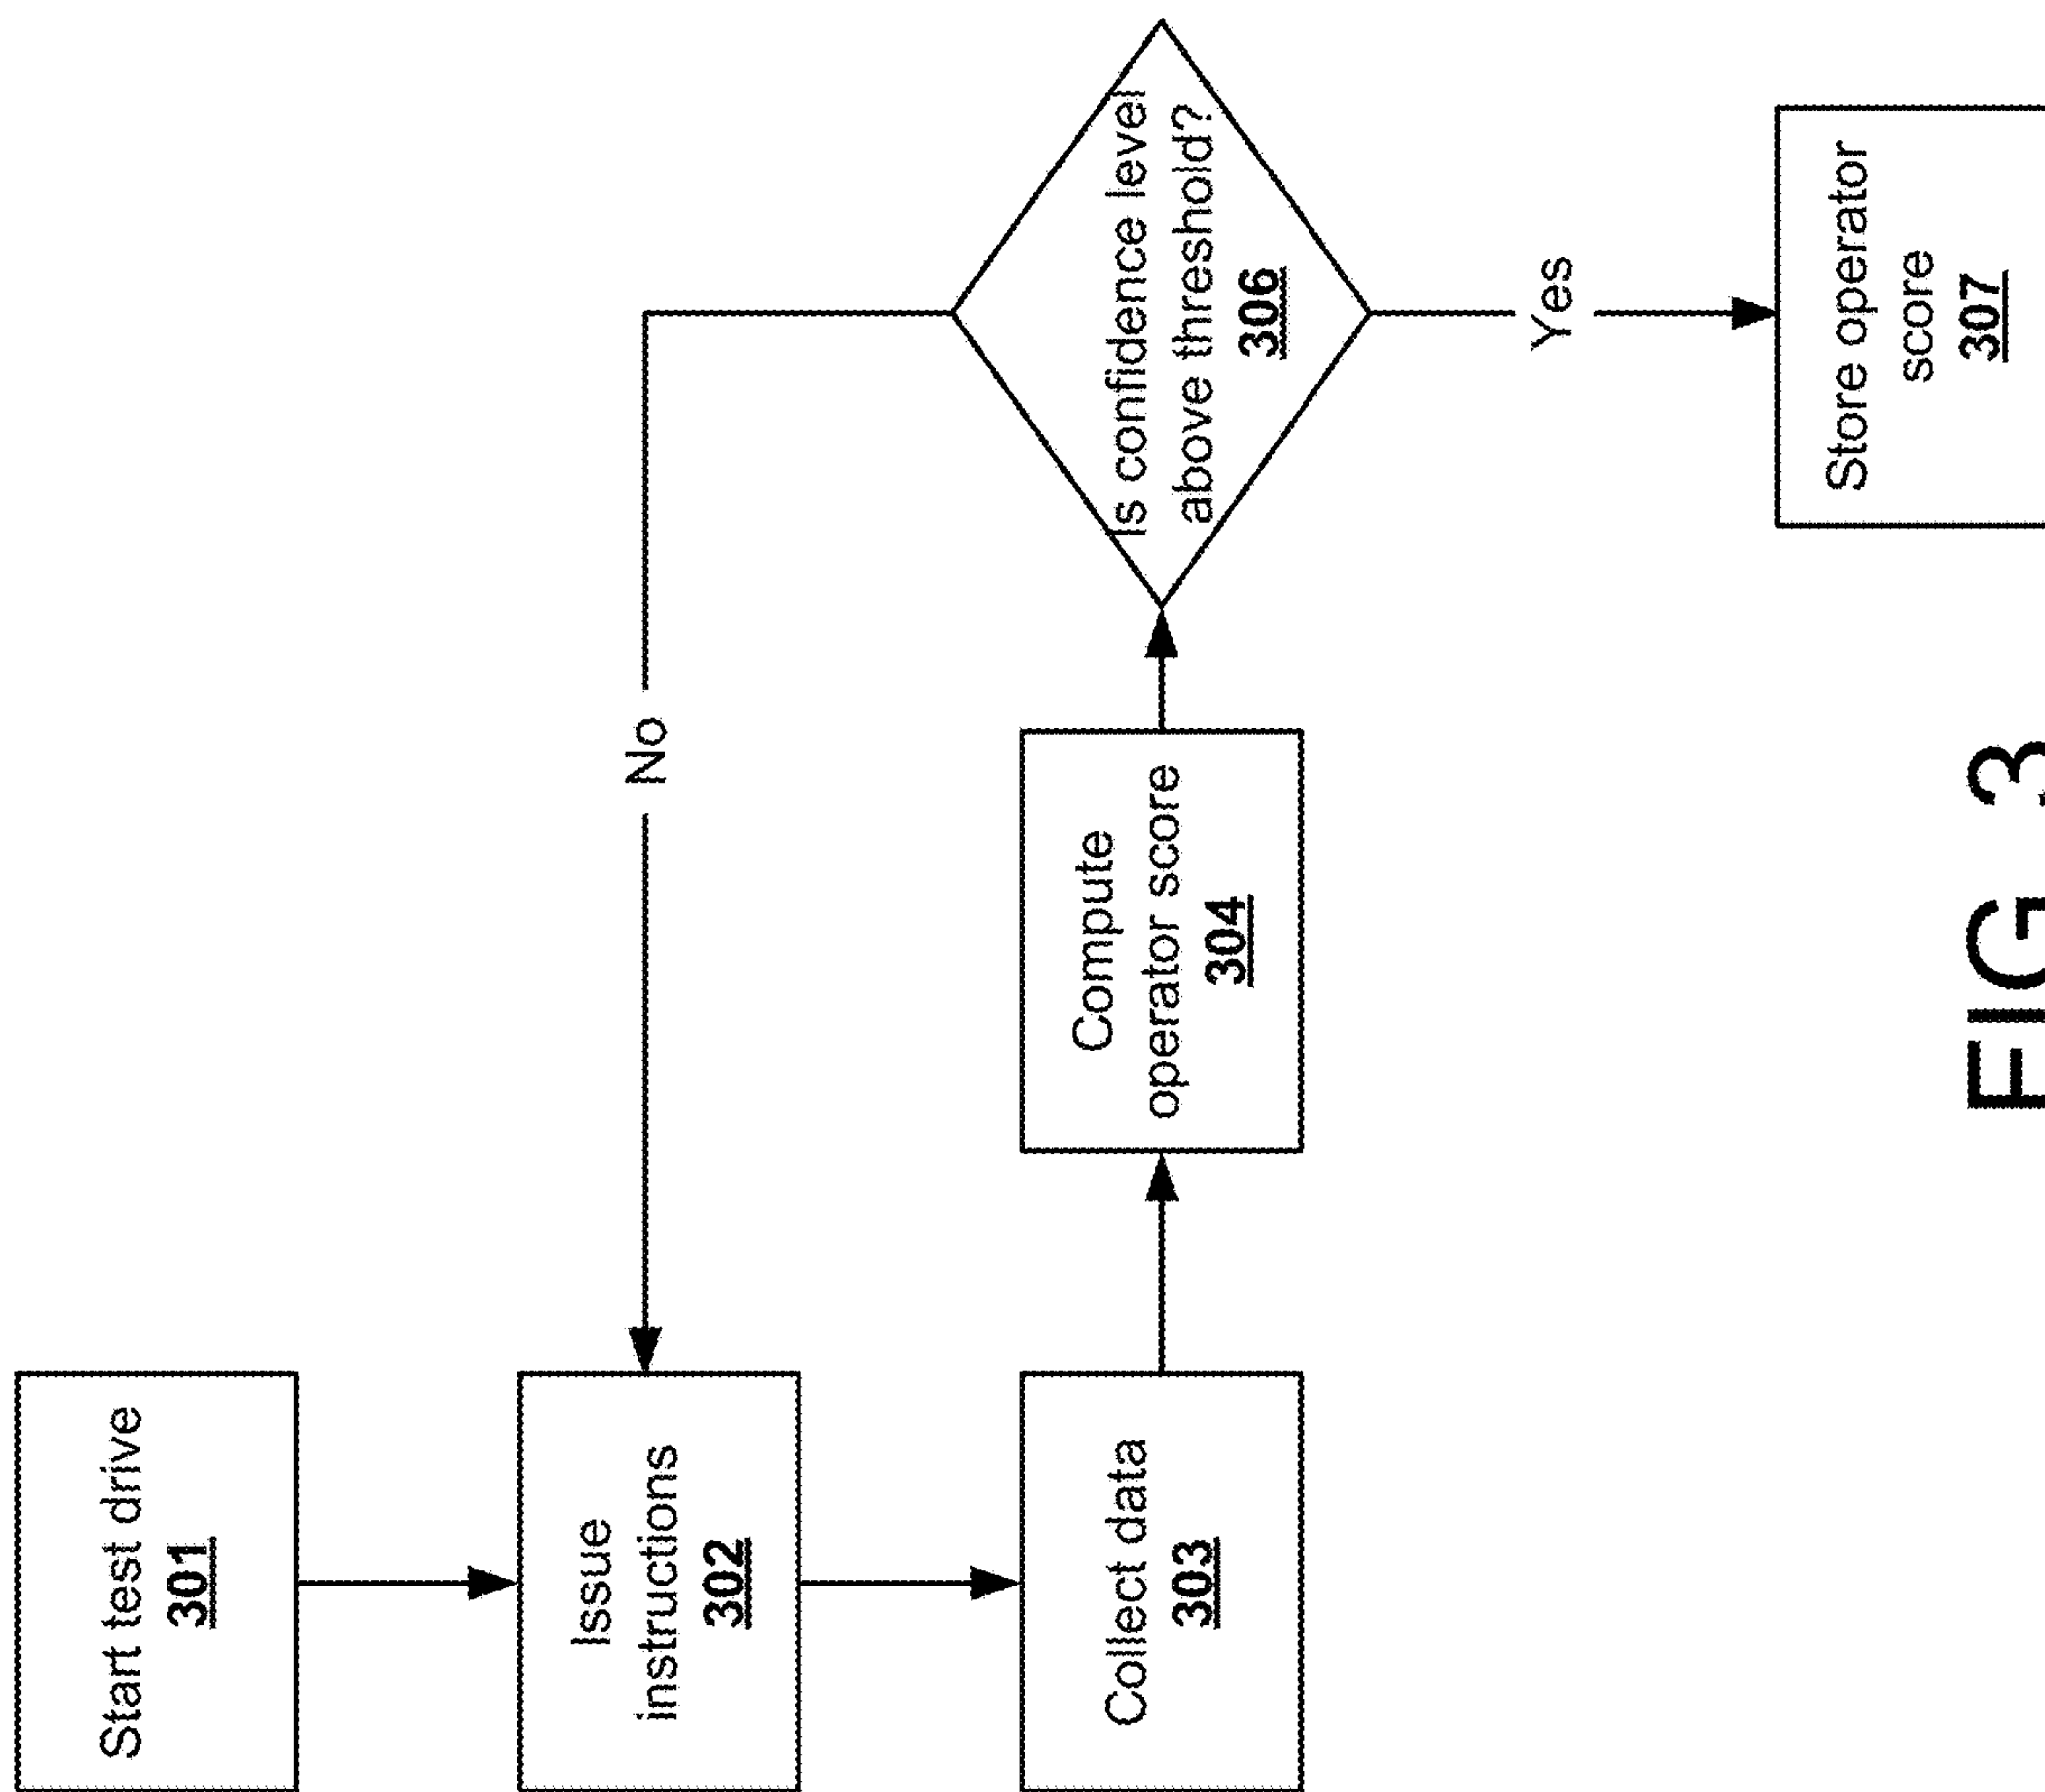 Start test drive
301
Issue
instructions
302
Collect data
303
Compute
operator score
304
Is confidence level
above threshold?
306
No
Yes
Store operator
score
307
FIG 3